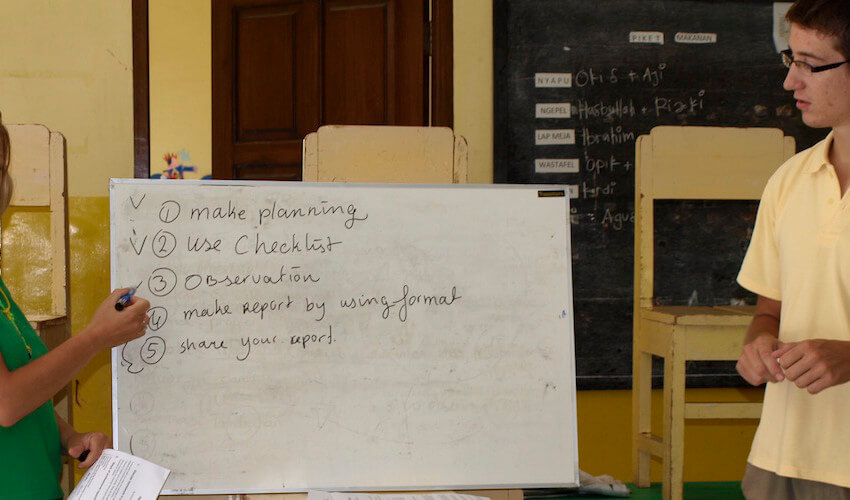 ① make planning
② use Checklist
③ Observation
④ make report by using format
⑤ share your report.
PIKET MAKANAN
NYAPU Okis + Aji
NGEPEL Hasbullah + Rizki
LAP MEJA Ibrahim
WASTAFEL Opik +
Agus